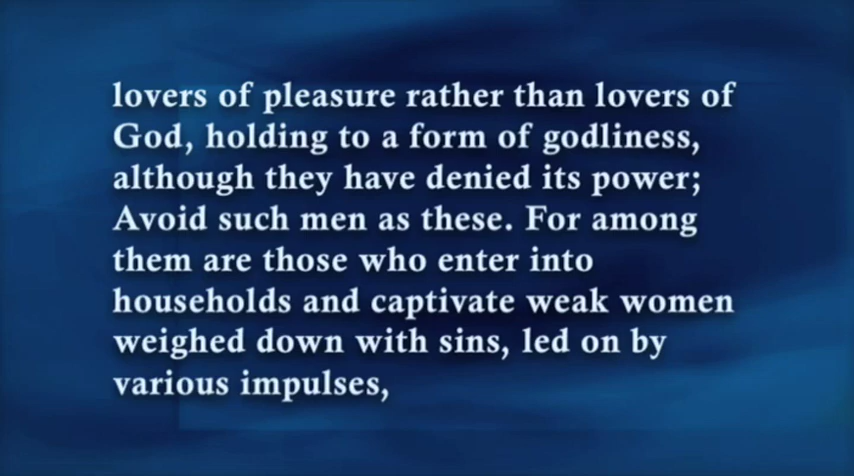 lovers of pleasure rather than lovers of
God, holding to a form of godliness,
although they have denied its power;
Avoid such men as these. For among
them are those who enter into
households and captivate weak women
weighed down with sins, led on by
various impulses,